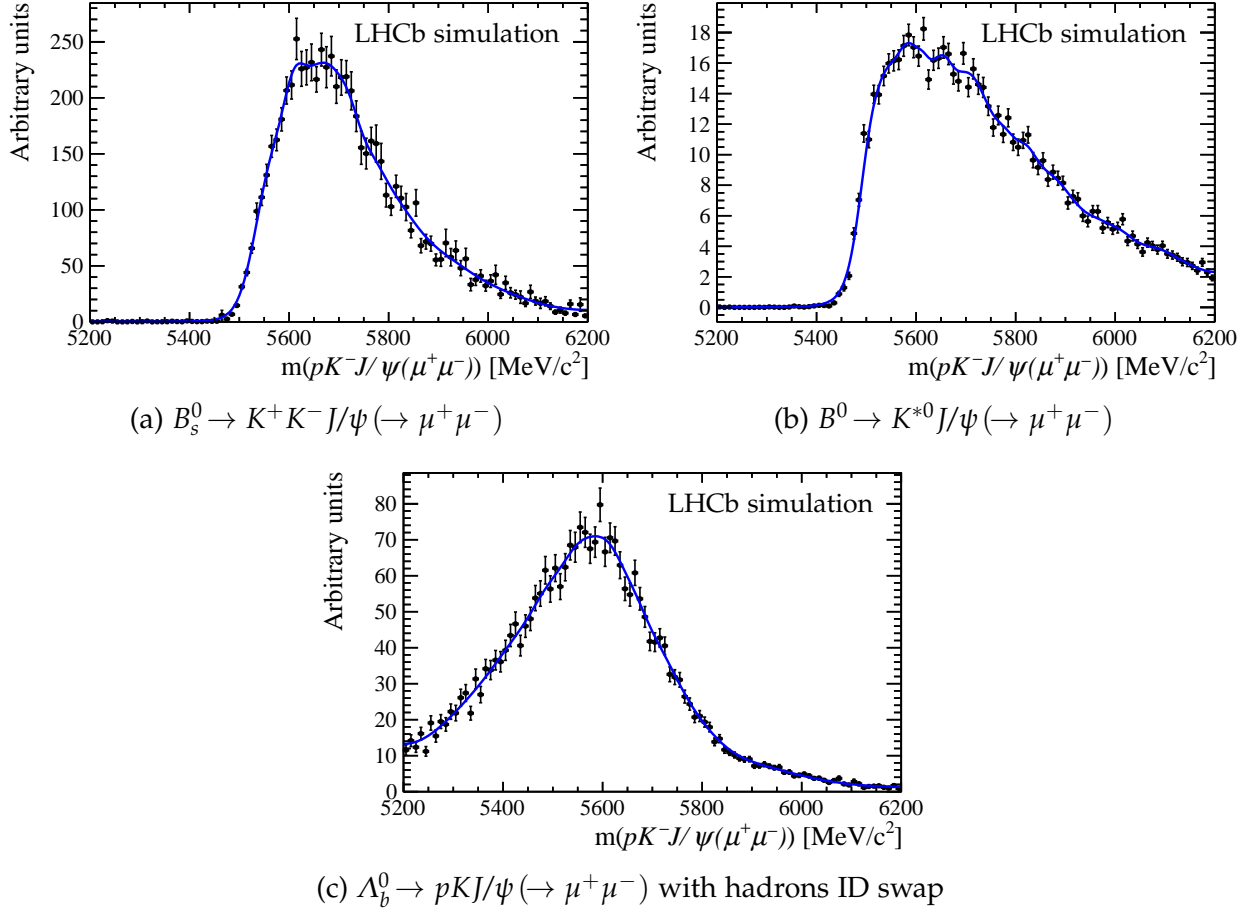 LHCb simulation
Arbitrary units
250
200
150
100
50
0
5200 5400 5600 5800 6000 6200
m(pK⁻J/ψ(μ⁺μ⁻)) [MeV/c²]
(a) B⁰ₛ → K⁺K⁻J/ψ (→ μ⁺μ⁻)
LHCb simulation
Arbitrary units
18
16
14
12
10
8
6
4
2
0
5200 5400 5600 5800 6000 6200
m(pK⁻J/ψ(μ⁺μ⁻)) [MeV/c²]
(b) B⁰ → K*⁰J/ψ (→ μ⁺μ⁻)
LHCb simulation
Arbitrary units
80
70
60
50
40
30
20
10
0
5200 5400 5600 5800 6000 6200
m(pK⁻J/ψ(μ⁺μ⁻)) [MeV/c²]
(c) Λ⁰_b → pKJ/ψ (→ μ⁺μ⁻) with hadrons ID swap